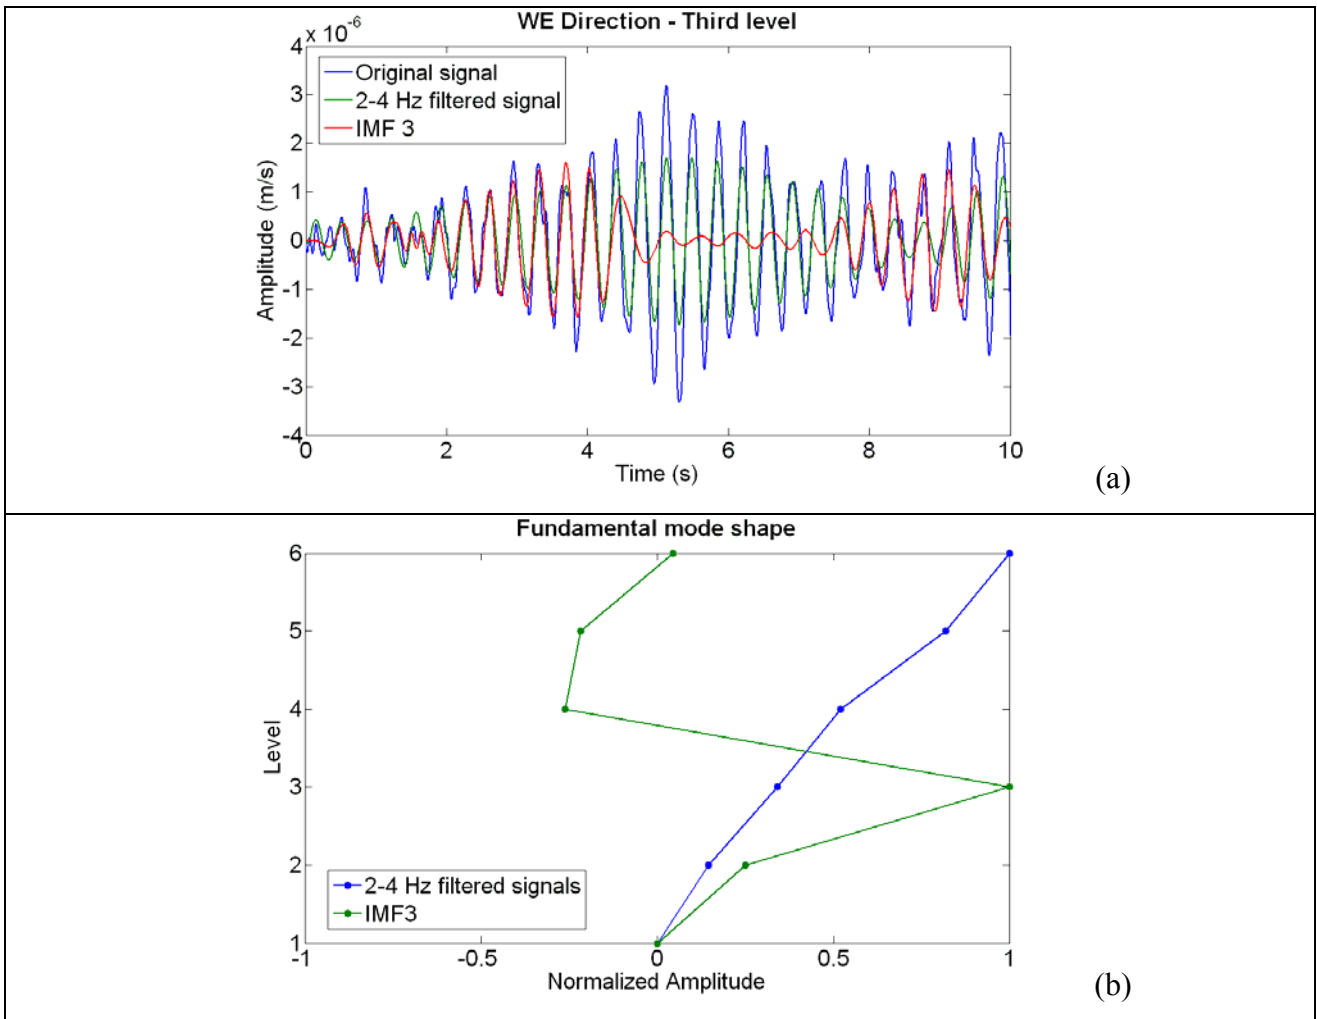 WE Direction - Third level
x 10^-6
Original signal
2-4 Hz filtered signal
IMF 3
Amplitude (m/s)
4
3
2
1
0
-1
-2
-3
-4
0 2 4 6 8 10
Time (s)
(a)
Fundamental mode shape
Level
6
5
4
3
2
1
2-4 Hz filtered signals
IMF3
-1 -0.5 0 0.5 1
Normalized Amplitude
(b)